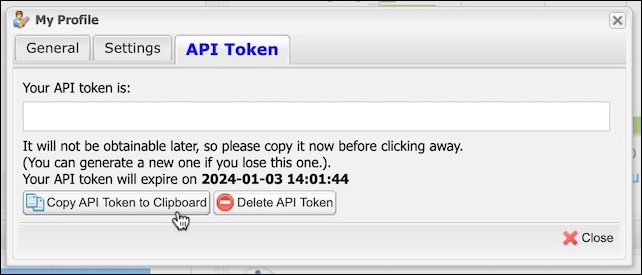 My Profile
General Settings API Token
Your API token is:
It will not be obtainable later, so please copy it now before clicking away.
(You can generate a new one if you lose this one.).
Your API token will expire on 2024-01-03 14:01:44
Copy API Token to Clipboard Delete API Token
Close